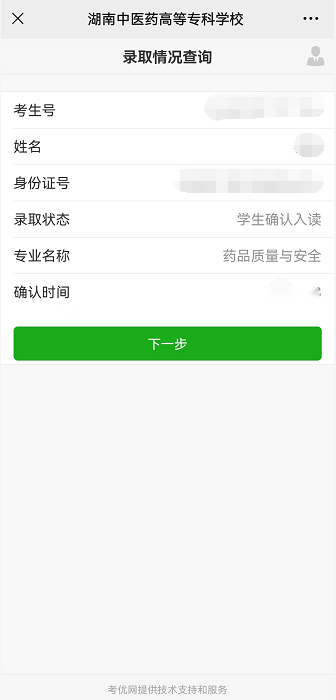 湖南中医药高等专科学校
录取情况查询
考生号
姓名
身份证号
录取状态 学生确认入读
专业名称 药品质量与安全
确认时间
下一步
考优网提供技术支持和服务